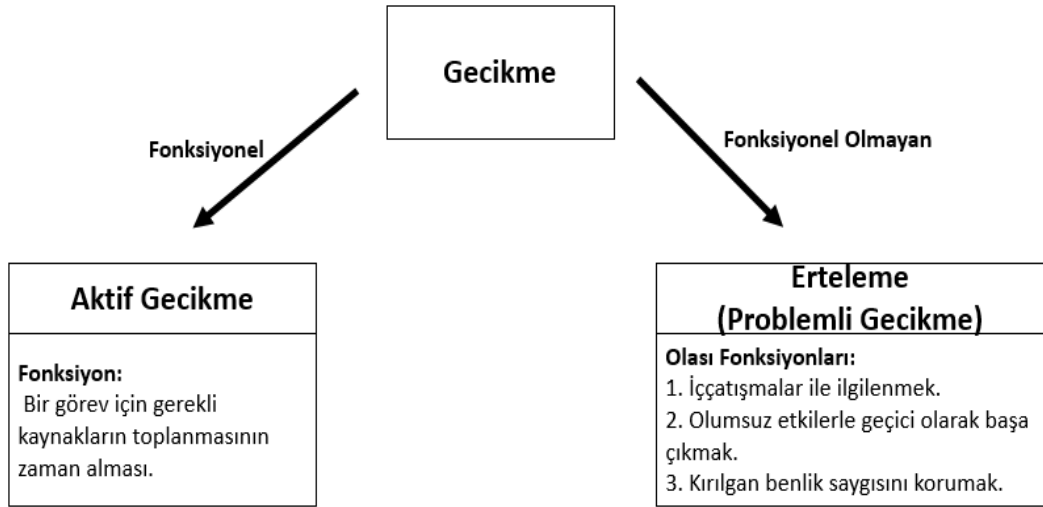 Gecikme
Fonksiyonel
Fonksiyonel Olmayan
Aktif Gecikme
Fonksiyon:
Bir görev için gerekli
kaynakların toplanmasının
zaman alması.
Erteleme
(Problemli Gecikme)
Olası Fonksiyonları:
1. İççatışmalar ile ilgilenmek.
2. Olumsuz etkilerle geçici olarak başa
çıkmak.
3. Kırılgan benlik saygısını korumak.